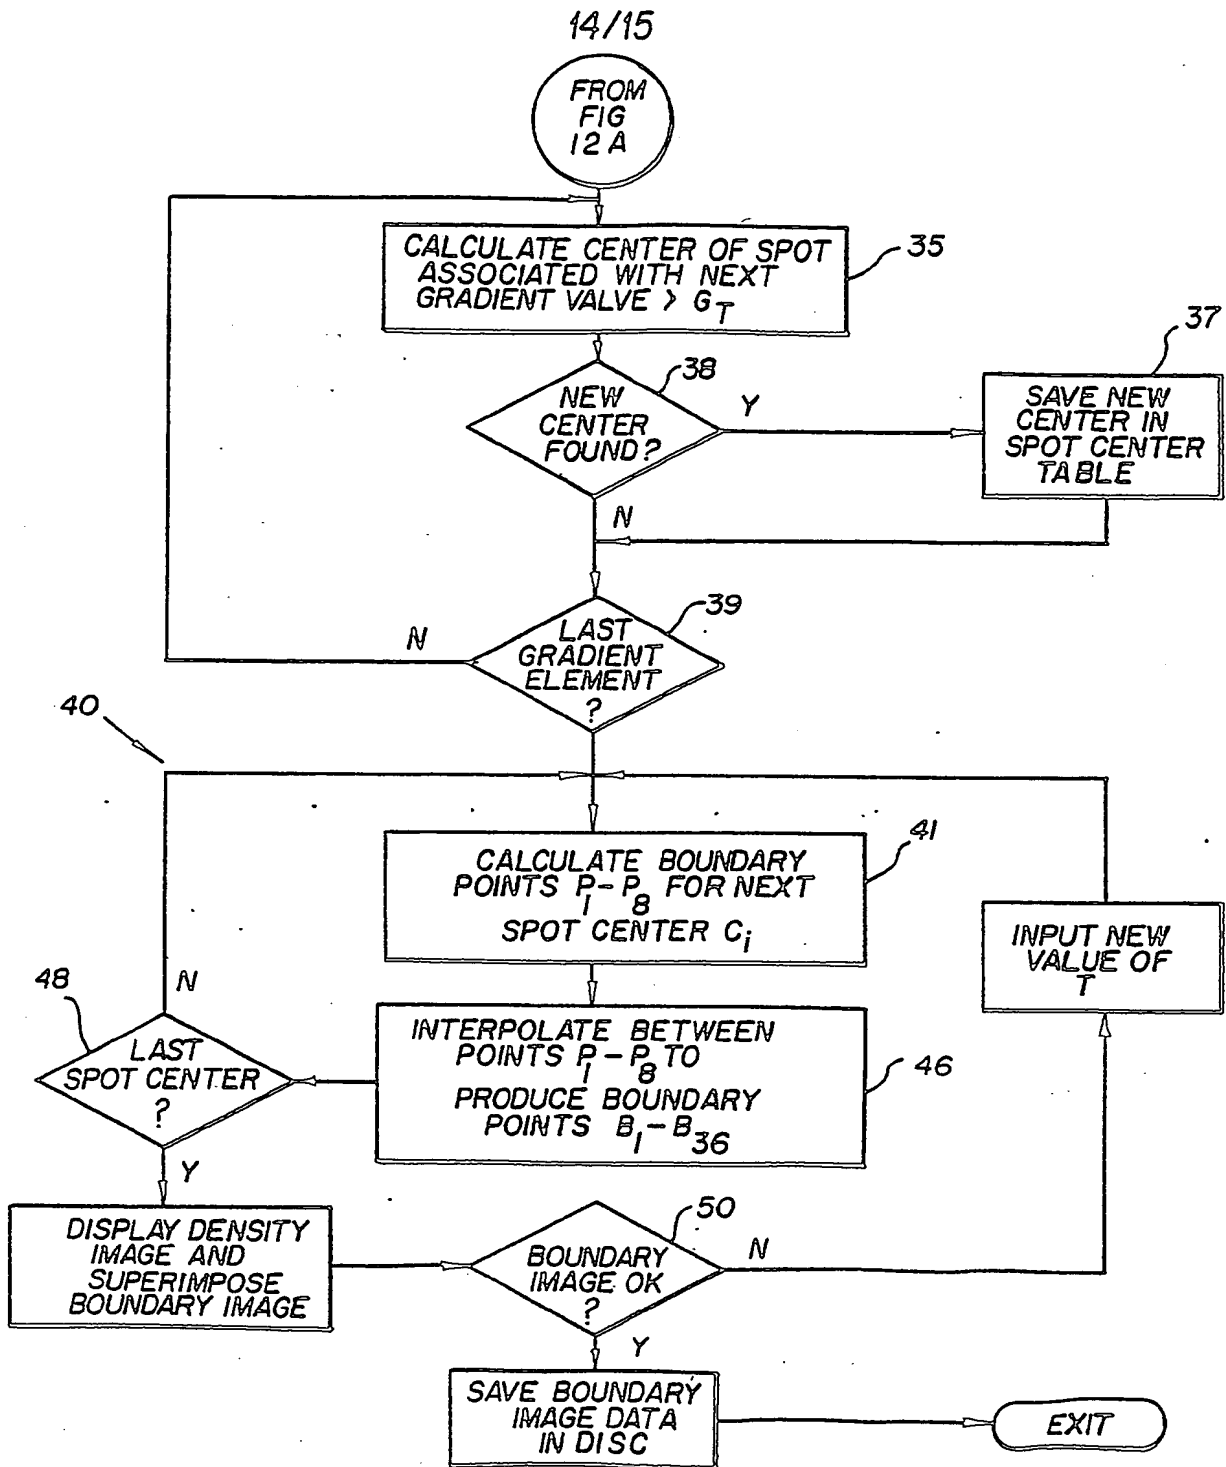 14/15
FROM
FIG
12A
CALCULATE CENTER OF SPOT
ASSOCIATED WITH NEXT
GRADIENT VALVE > GT
35
NEW
CENTER
FOUND?
38
Y
SAVE NEW
CENTER IN
SPOT CENTER
TABLE
37
N
LAST
GRADIENT
ELEMENT
?
39
N
40
CALCULATE BOUNDARY
POINTS P1-P8 FOR NEXT
SPOT CENTER Ci
41
INPUT NEW
VALUE OF
T
INTERPOLATE BETWEEN
POINTS P1-P8 TO
PRODUCE BOUNDARY
POINTS B1-B36
46
48
N
LAST
SPOT CENTER
?
Y
DISPLAY DENSITY
IMAGE AND
SUPERIMPOSE
BOUNDARY IMAGE
BOUNDARY
IMAGE OK
?
50
N
Y
SAVE BOUNDARY
IMAGE DATA
IN DISC
EXIT